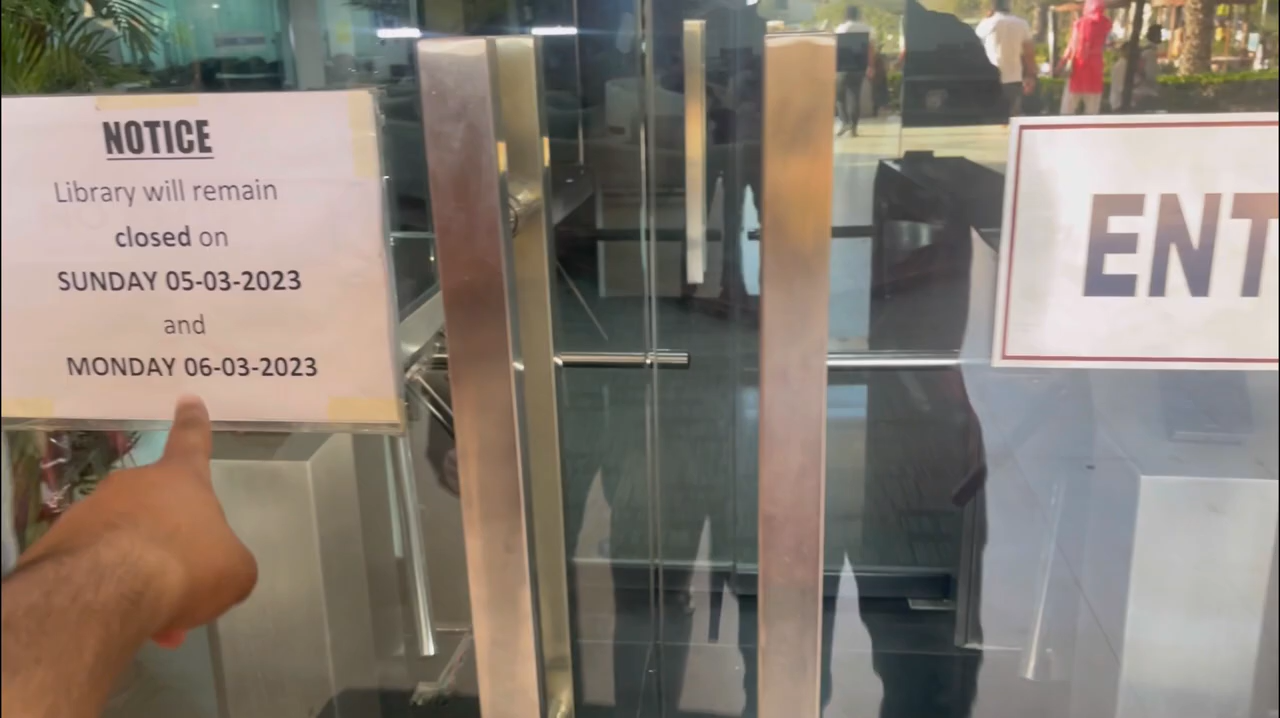 NOTICE
Library will remain
closed on
SUNDAY 05-03-2023
and
MONDAY 06-03-2023
ENT